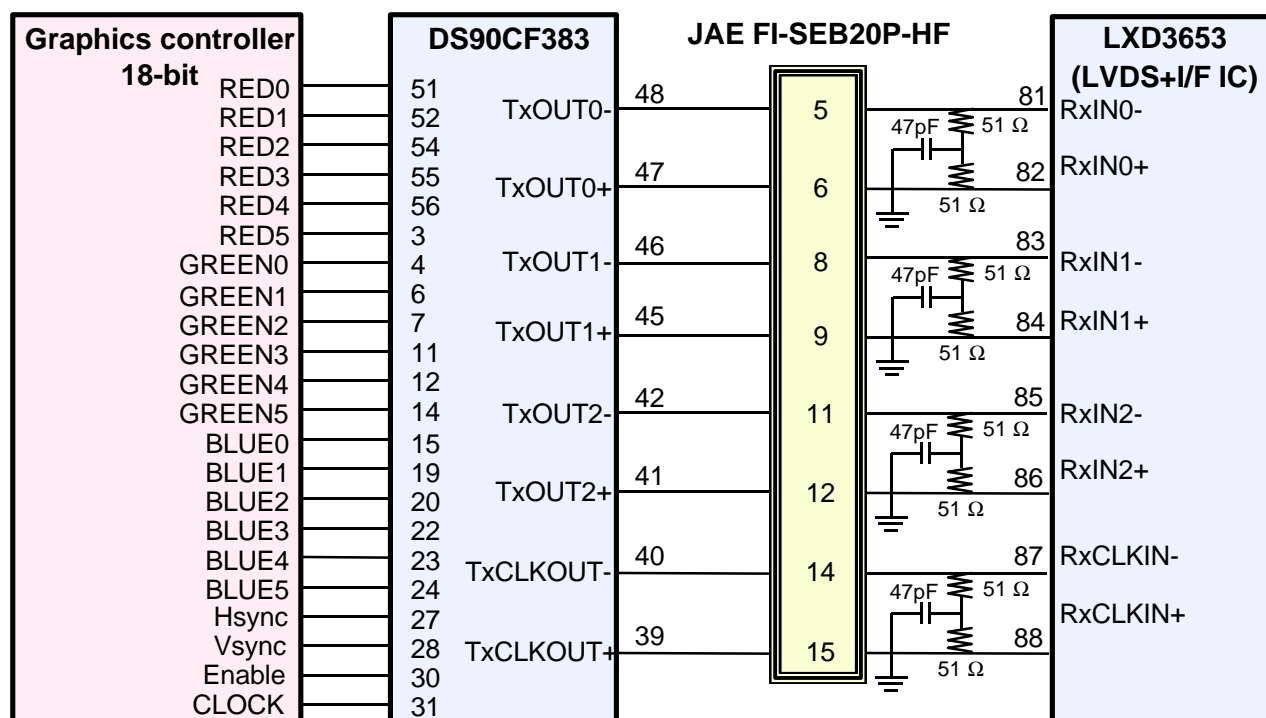 Graphics controller
18-bit
RED0
RED1
RED2
RED3
RED4
RED5
GREEN0
GREEN1
GREEN2
GREEN3
GREEN4
GREEN5
BLUE0
BLUE1
BLUE2
BLUE3
BLUE4
BLUE5
Hsync
Vsync
Enable
CLOCK
DS90CF383
51
52
54
55
56
3
4
6
7
11
12
14
15
19
20
22
23
24
27
28
30
31
TxOUT0-
TxOUT0+
TxOUT1-
TxOUT1+
TxOUT2-
TxOUT2+
TxCLKOUT-
TxCLKOUT+
48
47
46
45
42
41
40
39
JAE FI-SEB20P-HF
5
6
8
9
11
12
14
15
47pF
51 Ω
51 Ω
47pF
51 Ω
51 Ω
47pF
51 Ω
51 Ω
47pF
51 Ω
51 Ω
81
82
83
84
85
86
87
88
LXD3653
(LVDS+I/F IC)
RxIN0-
RxIN0+
RxIN1-
RxIN1+
RxIN2-
RxIN2+
RxCLKIN-
RxCLKIN+